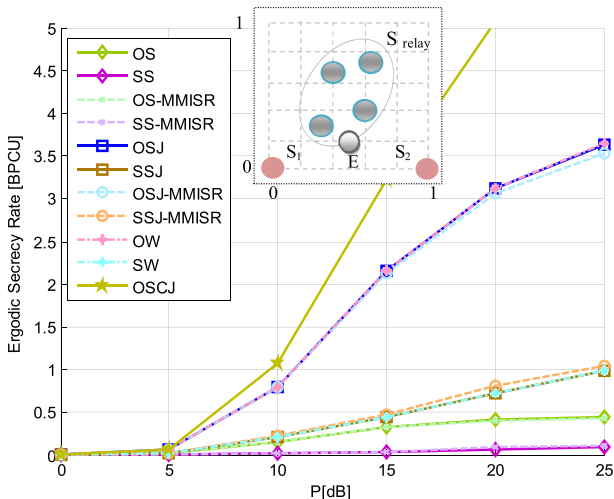 Ergodic Secrecy Rate [BPCU]
5
4.5
4
3.5
3
2.5
2
1.5
1
0.5
0
OS
SS
OS-MMISR
SS-MMISR
OSJ
SSJ
OSJ-MMISR
SSJ-MMISR
OW
SW
OSCJ
1
S relay
S1 E S2
0
0 1
0 5 10 15 20 25
P[dB]